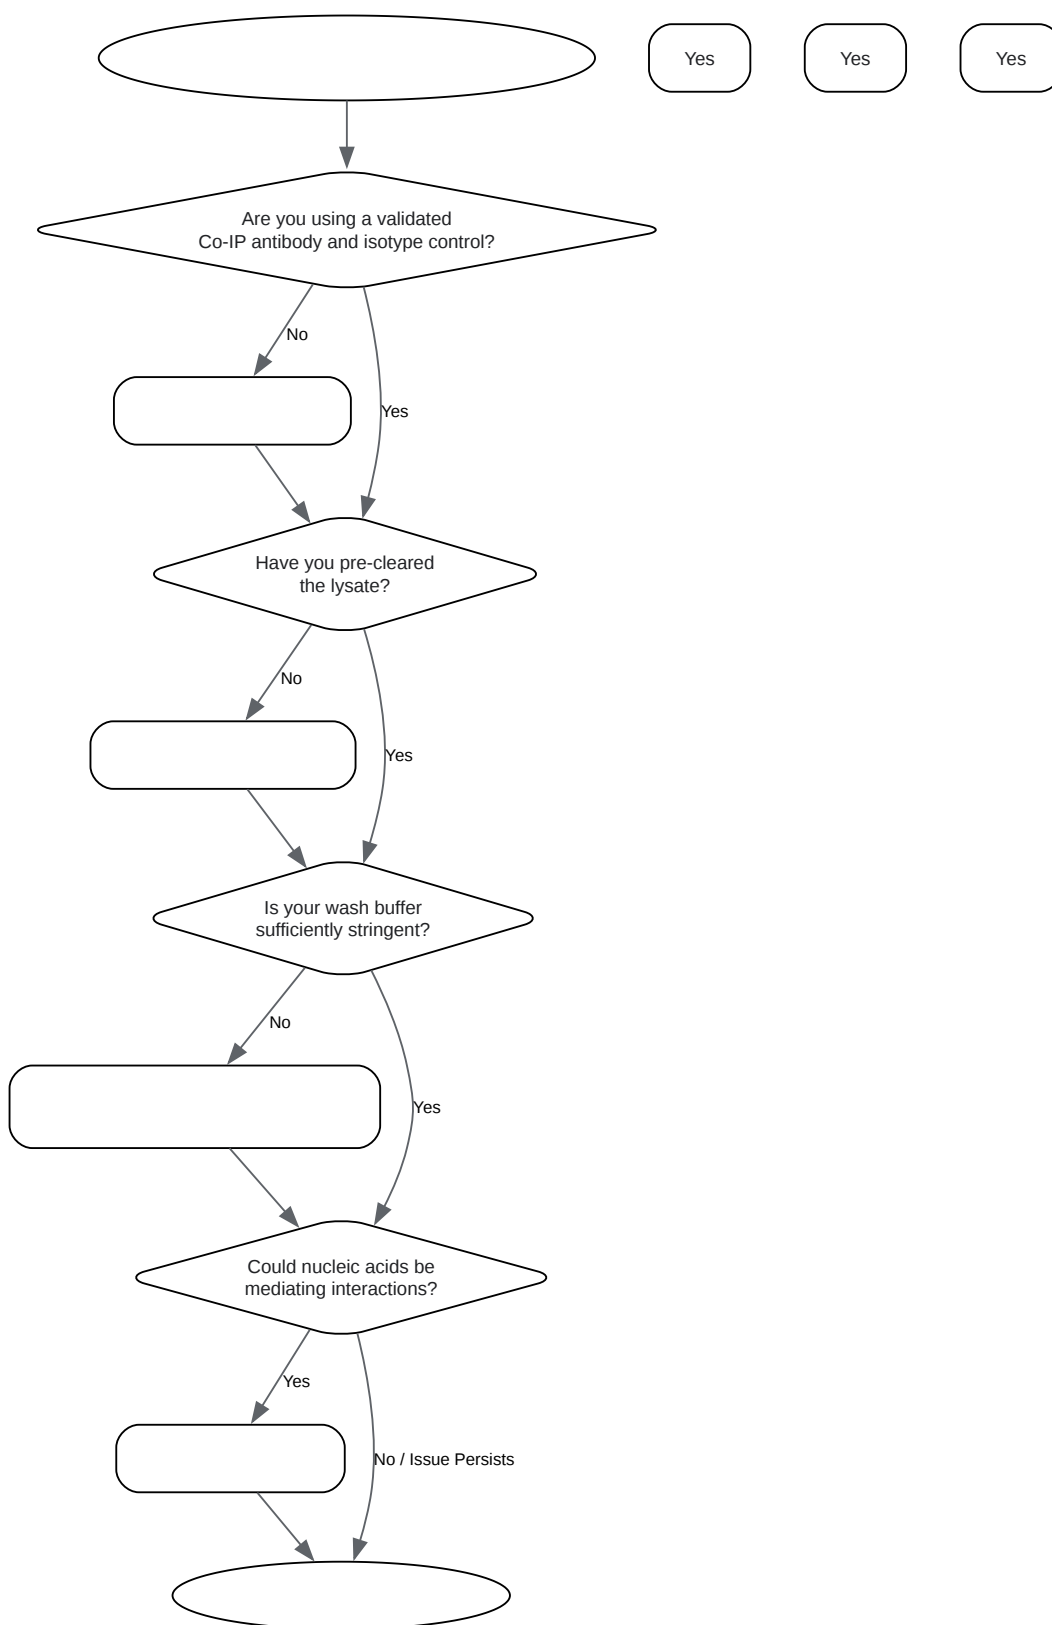 Yes
Yes
Yes
Are you using a validated
Co-IP antibody and isotype control?
No
Yes
Have you pre-cleared
the lysate?
No
Yes
Is your wash buffer
sufficiently stringent?
No
Yes
Could nucleic acids be
mediating interactions?
Yes
No / Issue Persists